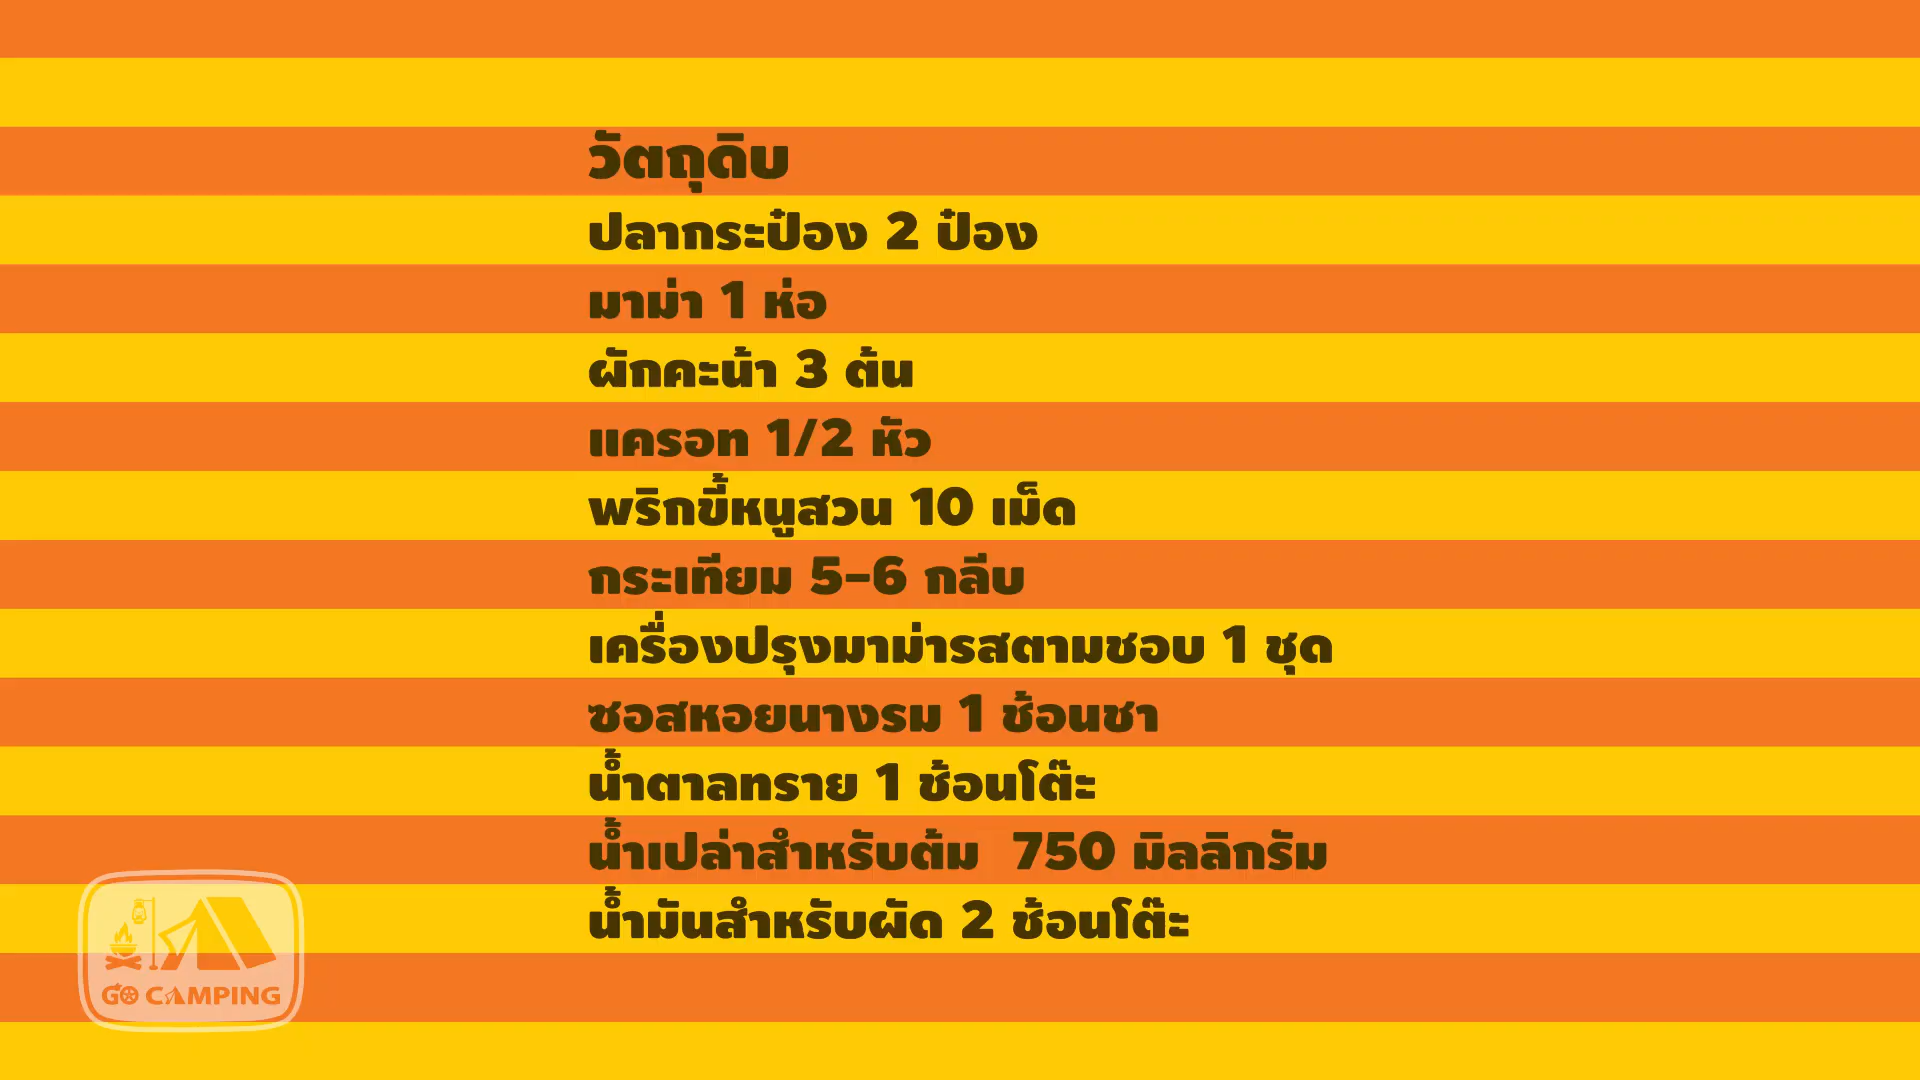 วัตถุดิบ
ปลากระป๋อง 2 ป๋อง
มาม่า 1 ห่อ
ผักคะน้า 3 ต้น
แครอท 1/2 หัว
พริกขี้หนูสวน 10 เม็ด
กระเทียม 5-6 กลีบ
เครื่องปรุงมาม่ารสตามชอบ 1 ชุด
ซอสหอยนางรม 1 ช้อนชา
น้ำตาลทราย 1 ช้อนโต๊ะ
น้ำเปล่าสำหรับต้ม 750 มิลลิกรัม
น้ำมันสำหรับผัด 2 ช้อนโต๊ะ
GO CAMPING